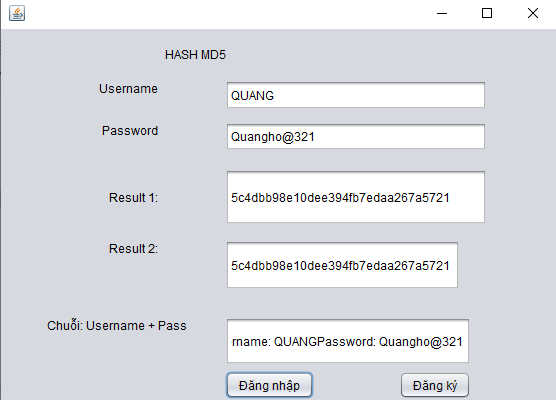 HASH MD5
Username
QUANG
Password
Quangho@321
Result 1:
5c4dbb98e10dee394fb7edaa267a5721
Result 2:
5c4dbb98e10dee394fb7edaa267a5721
Chuỗi: Username + Pass
rname: QUANGPassword: Quangho@321
Đăng nhập
Đăng ký